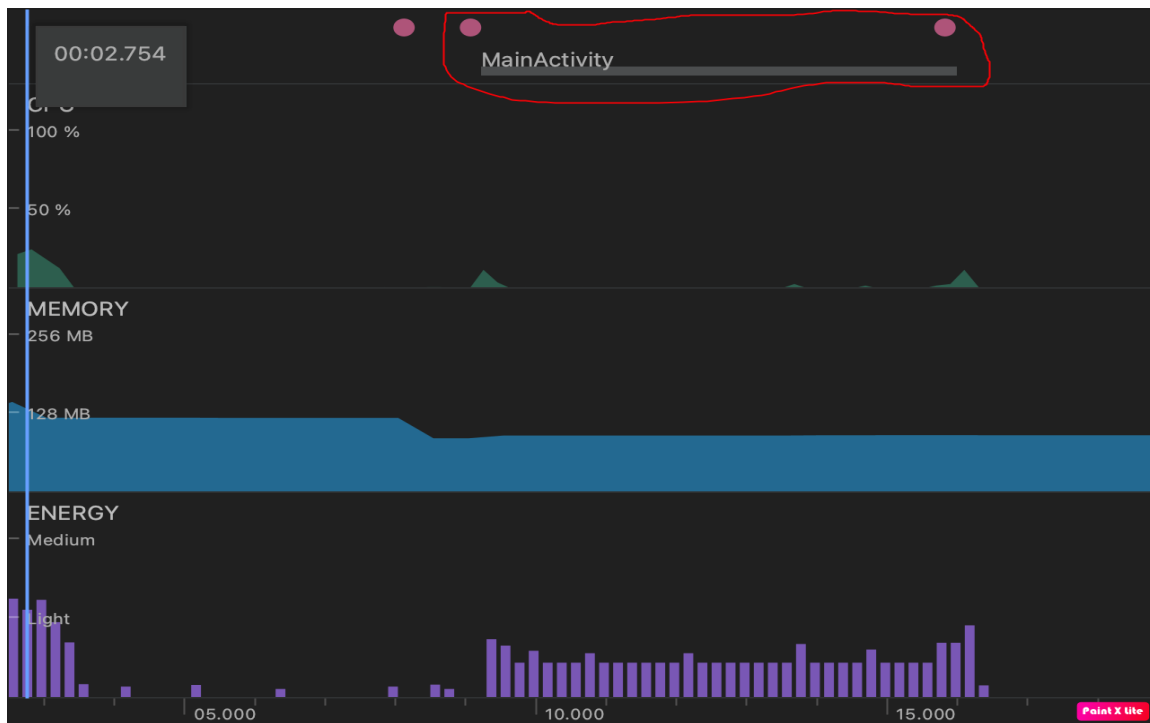 00:02.754
MainActivity
CPU
100 %
50 %
MEMORY
256 MB
128 MB
ENERGY
Medium
Light
05.000
10.000
15.000
Paint X Lite